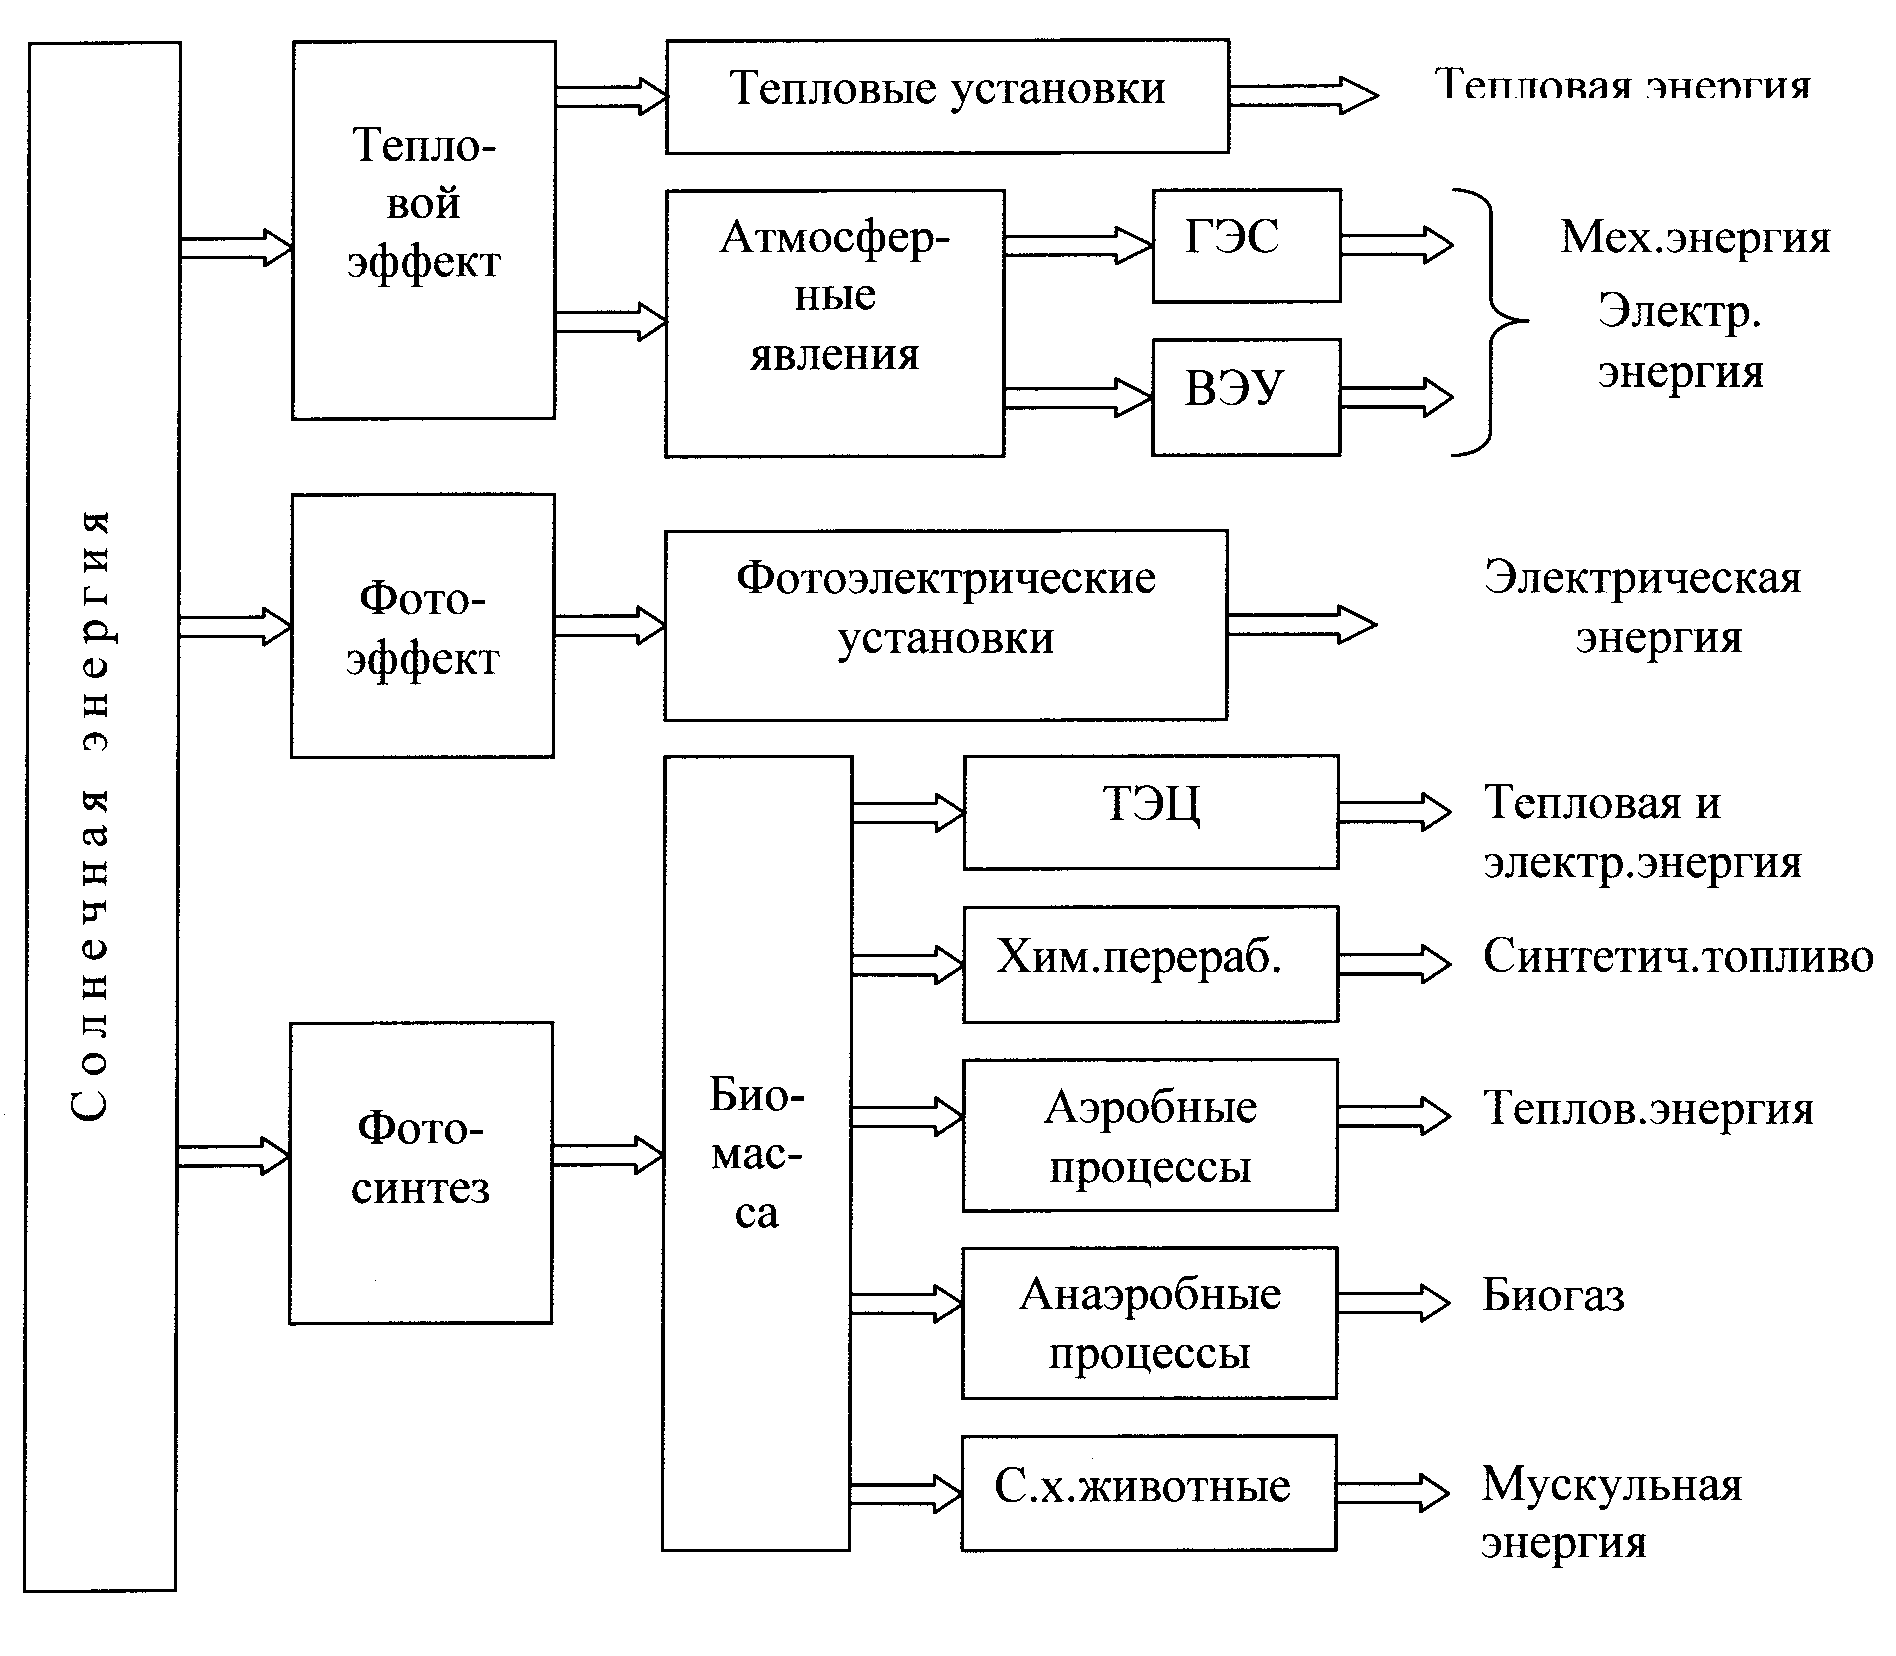 Солнечная энергия
Тепло-
вой
эффект
Тепловые установки
Тепловая энергия
Атмосфер-
ные
явления
ГЭС
ВЭУ
Мех.энергия
Электр.
энергия
Фото-
эффект
Фотоэлектрические
установки
Электрическая
энергия
Фото-
синтез
Био-
мас-
са
ТЭЦ
Тепловая и
электр.энергия
Хим.перераб.
Синтетич.топливо
Аэробные
процессы
Теплов.энергия
Анаэробные
процессы
Биогаз
С.х.животные
Мускульная
энергия